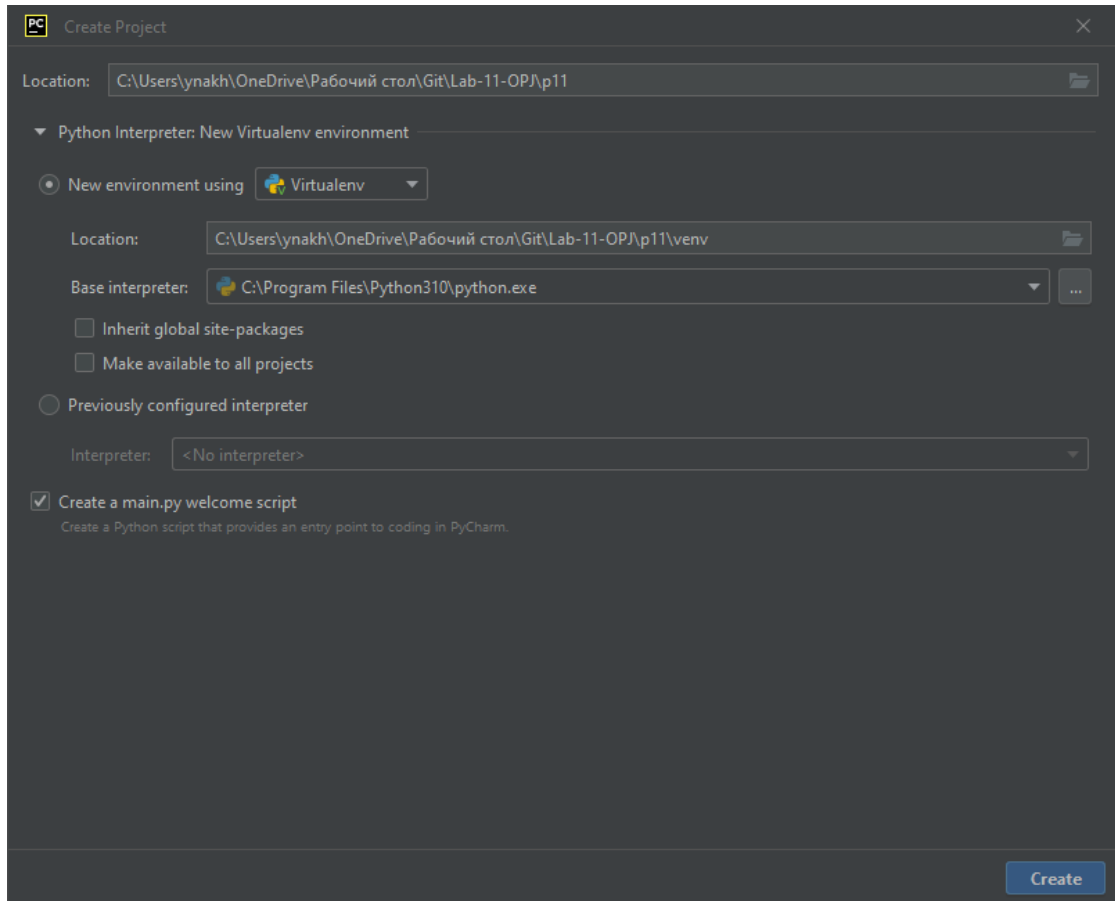 PC Create Project
Location: C:\Users\ynakh\OneDrive\Рабочий стол\Git\Lab-11-OPJ\p11
Python Interpreter: New Virtualenv environment
New environment using Virtualenv
Location: C:\Users\ynakh\OneDrive\Рабочий стол\Git\Lab-11-OPJ\p11\venv
Base interpreter: C:\Program Files\Python310\python.exe ...
Inherit global site-packages
Make available to all projects
Previously configured interpreter
Interpreter: <No interpreter>
Create a main.py welcome script
Create a Python script that provides an entry point to coding in PyCharm.
Create